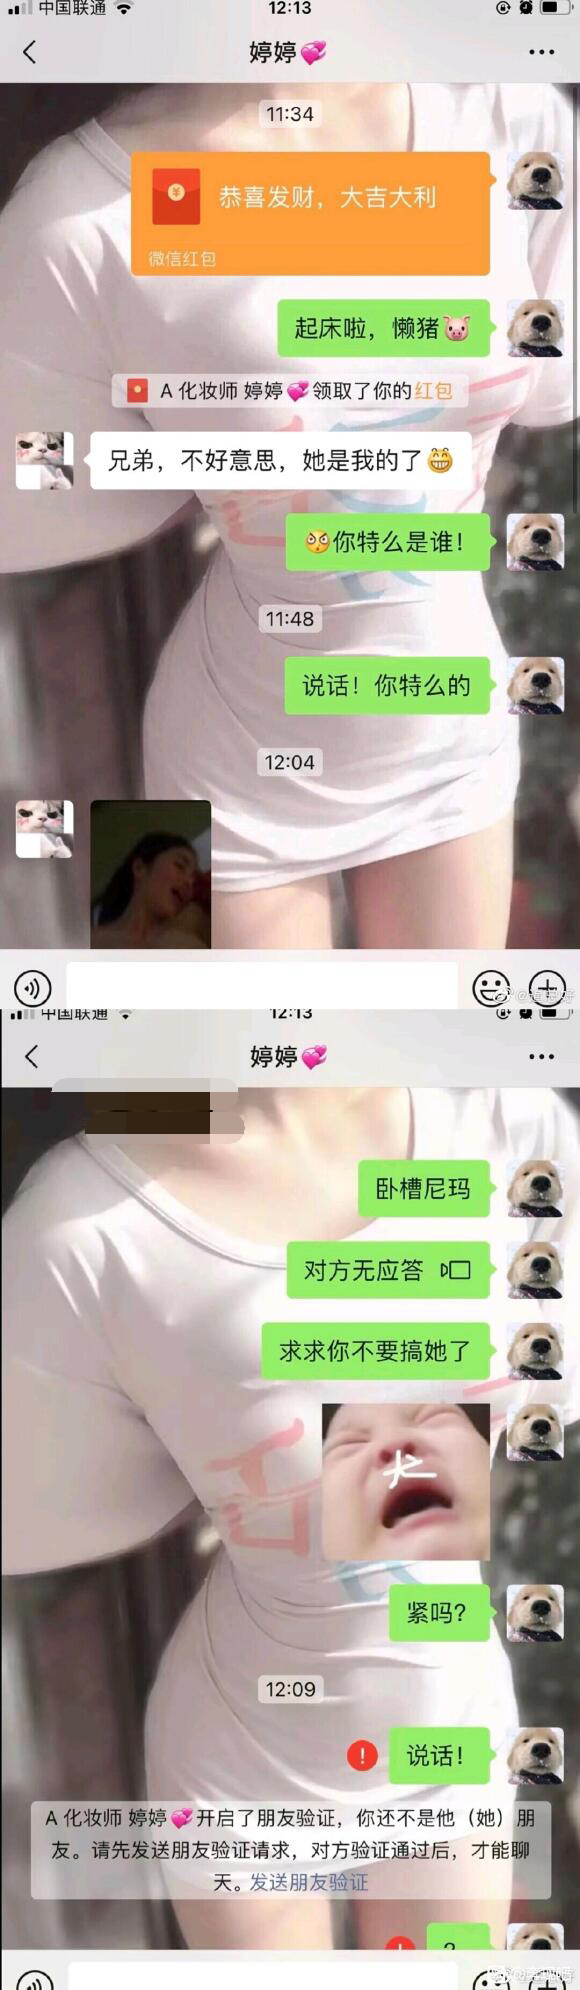 中国联通
12:13
婷婷
11:34
恭喜发财，大吉大利
微信红包
起床啦，懒猪
A 化妆师 婷婷领取了你的红包
兄弟，不好意思，她是我的了
你特么是谁！
11:48
说话！你特么的
12:04
中国联通
12:13
婷婷
卧槽尼玛
对方无应答
求求你不要搞她了
犬
紧吗？
12:09
说话！
A 化妆师 婷婷开启了朋友验证，你还不是他（她）朋
友。请先发送朋友验证请求，对方验证通过后，才能聊
天。发送朋友验证